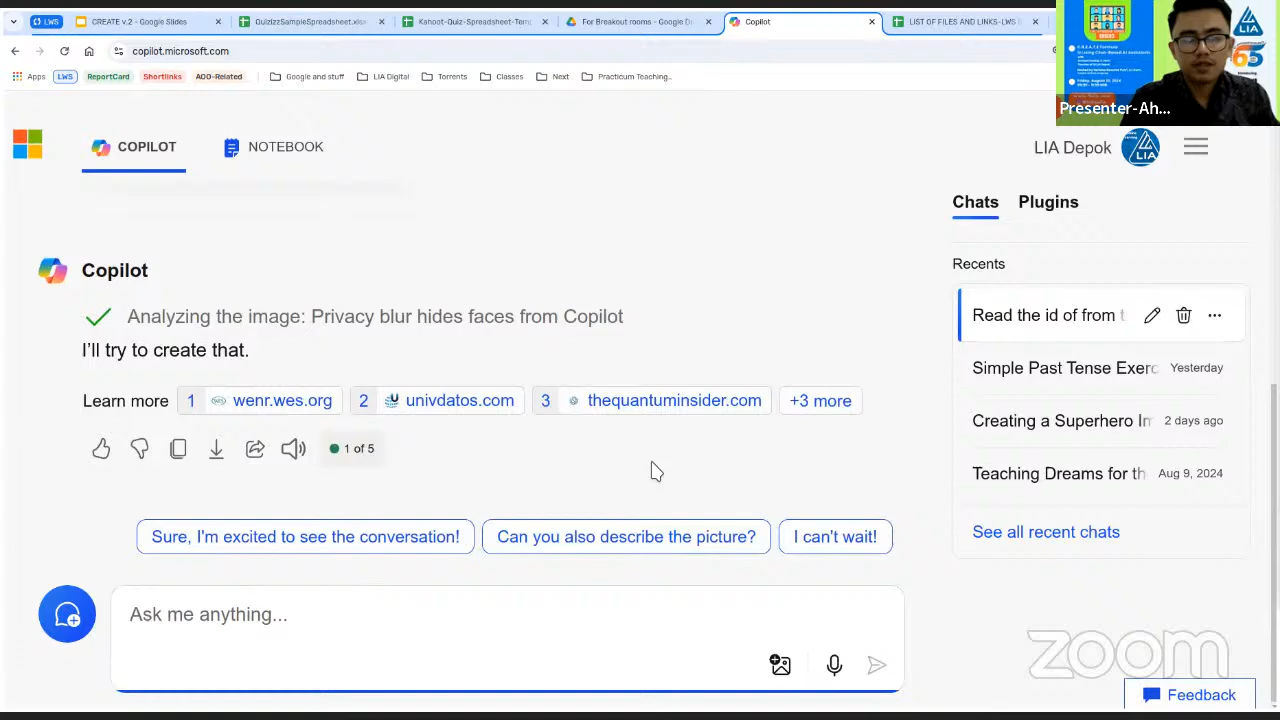 LWS
CREATE v.2 - Google Slides
QuizizzSampleSpreadsheet.xlsx
Kahoot-Quiz-Spreadsheet-Tem
For Breakout rooms - Google D
Copilot
LIST OF FILES AND LINKS-LWS
copilot.microsoft.com
Apps
LWS
ReportCard
Shortlinks
AOO-Related
Google and stuff
UniDigital
Torrents
Classes
Next
Practicum Teaching...
LIA
65
Presenter-Ah...
COPILOT
NOTEBOOK
LIA Depok
LIA
Chats
Plugins
Recents
Read the id of from t
Simple Past Tense Exerc
Yesterday
Creating a Superhero Im
2 days ago
Teaching Dreams for th
Aug 9, 2024
See all recent chats
Copilot
Analyzing the image: Privacy blur hides faces from Copilot
I'll try to create that.
Learn more
1 wenr.wes.org
2 univdatos.com
3 thequantuminsider.com
+3 more
1 of 5
Sure, I'm excited to see the conversation!
Can you also describe the picture?
I can't wait!
Ask me anything...
zoom
Feedback